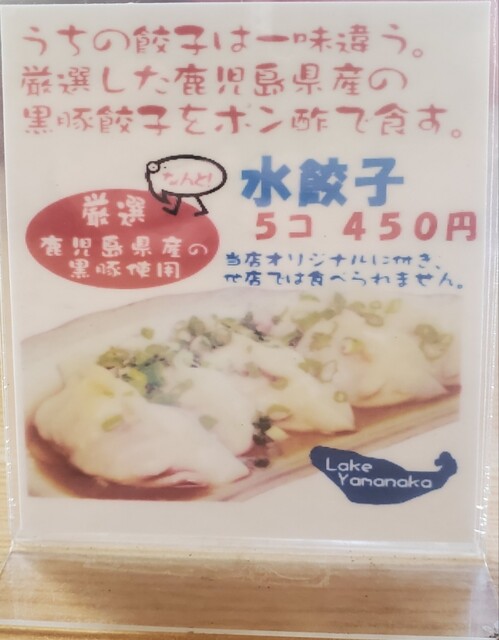 うちの餃子は一味違う。
厳選した鹿児島県産の
黒豚餃子をポン酢で食す。
なんと!
厳選
鹿児島県産の
黒豚使用
水餃子
5コ 450円
当店オリジナルに付き、
他店では食べられません。
Lake
Yamanaka